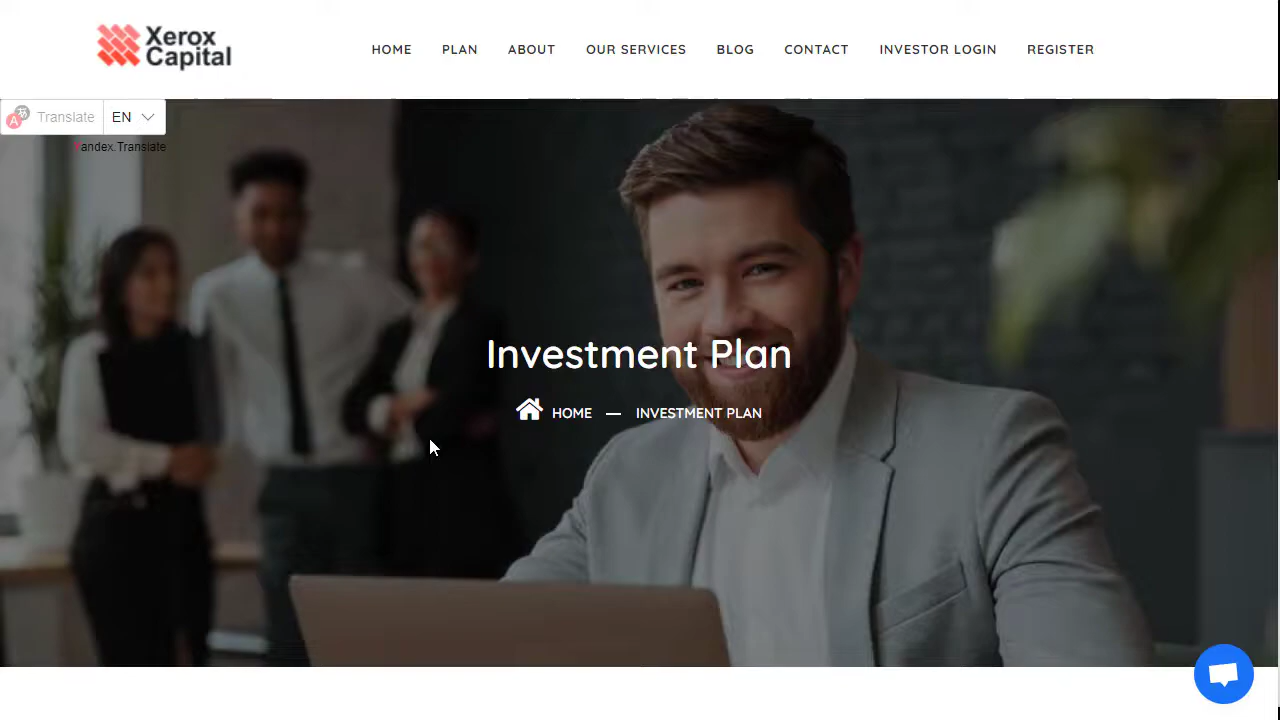 Xerox
Capital
HOME PLAN ABOUT OUR SERVICES BLOG CONTACT INVESTOR LOGIN REGISTER
Translate EN
Yandex.Translate
Investment Plan
HOME — INVESTMENT PLAN